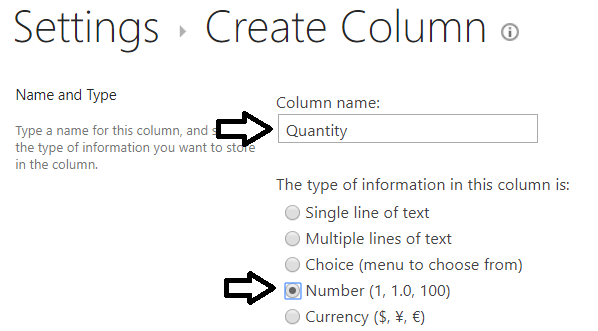 Settings ▸ Create Column
Name and Type
Type a name for this column, and s
the type of information you want to store
in the column.
Column name:
Quantity
The type of information in this column is:
Single line of text
Multiple lines of text
Choice (menu to choose from)
Number (1, 1.0, 100)
Currency ($, ¥, €)